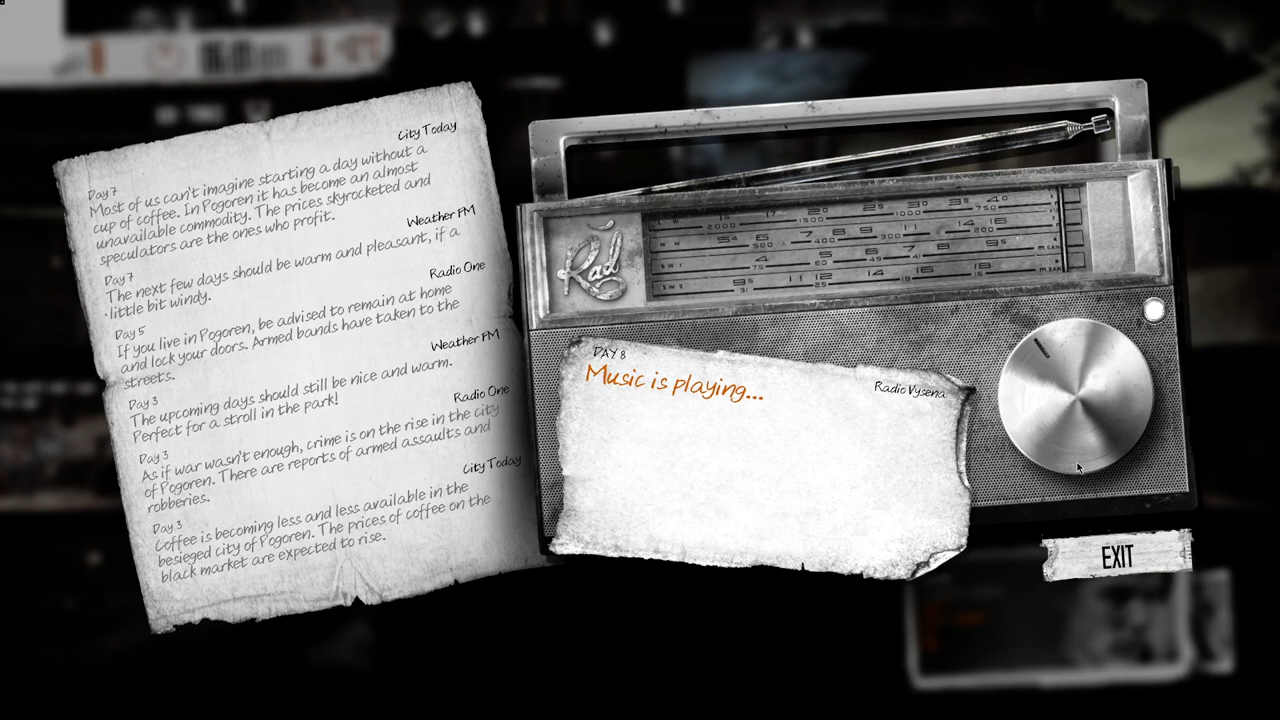 City Today
Day 7
Most of us can't imagine starting a day without a
cup of coffee. In Pogoren it has become an almost
unavailable commodity. The prices skyrocketed and
speculators are the ones who profit.
Weather FM
Day 7
The next few days should be warm and pleasant, if a
little bit windy.
Radio One
Day 5
If you live in Pogoren, be advised to remain at home
and lock your doors. Armed bands have taken to the
streets.
Weather FM
Day 3
The upcoming days should still be nice and warm.
Perfect for a stroll in the park!
Radio One
Day 3
As if war wasn't enough, crime is on the rise in the city
of Pogoren. There are reports of armed assaults and
robberies.
City Today
Day 3
Coffee is becoming less and less available in the
besieged city of Pogoren. The prices of coffee on the
black market are expected to rise.
Rad
DAY 8
Radio Vysena
Music is playing...
EXIT